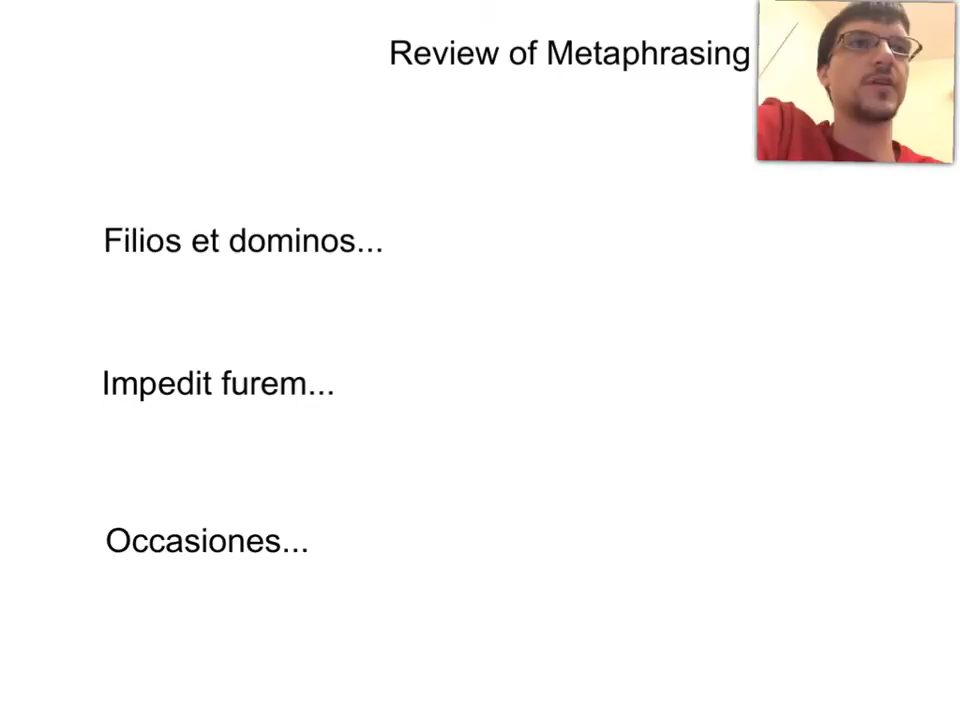 Review of Metaphrasing
Filios et dominos...
Impedit furem...
Occasiones...